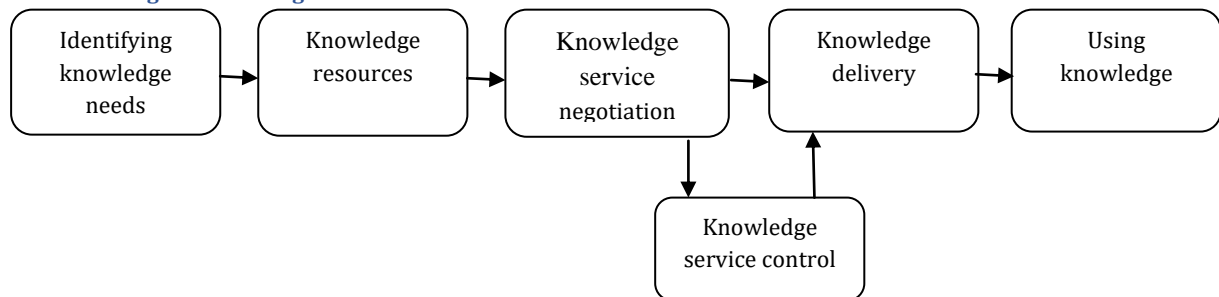 Identifying
knowledge
needs
Knowledge
resources
Knowledge
service
negotiation
Knowledge
delivery
Using
knowledge
Knowledge
service control